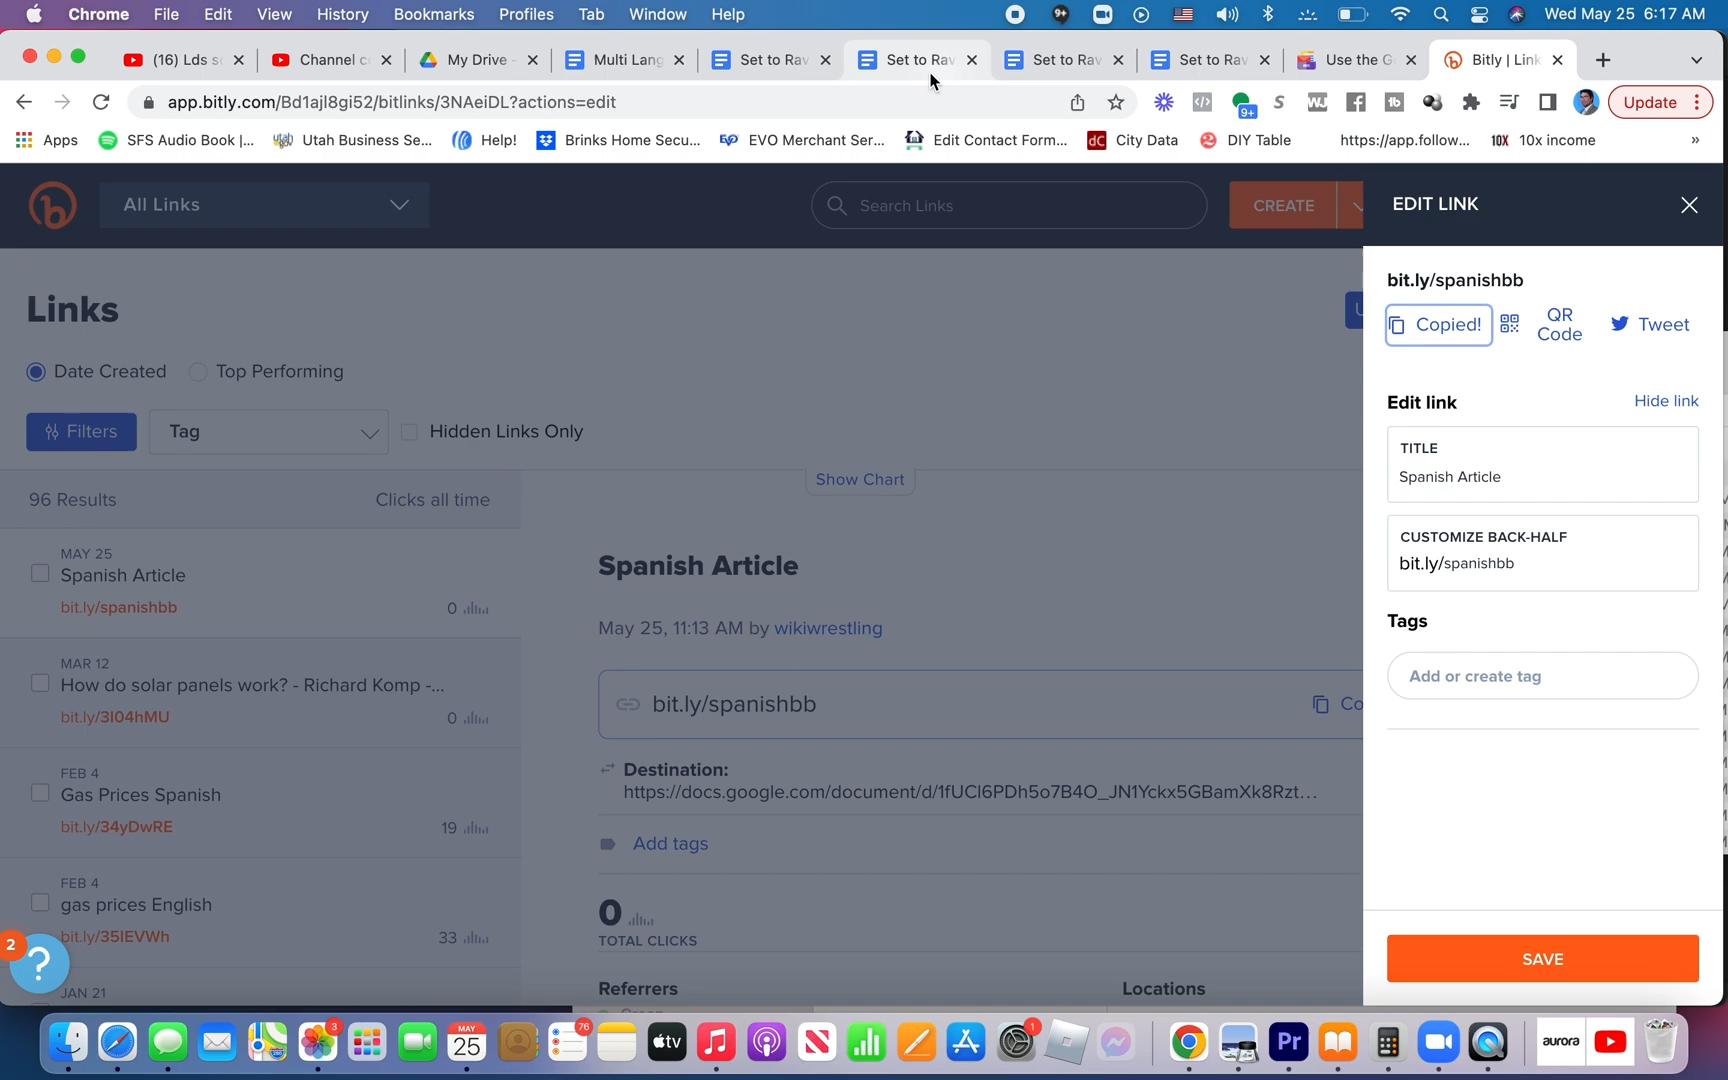 Chrome File Edit View History Bookmarks Profiles Tab Window Help 9+ Wed May 25 6:17 AM
(16) Lds s Channel c My Drive - Multi Lang Set to Rav Set to Rav Set to Rav Set to Rav Use the G Bitly | Link
app.bitly.com/Bd1ajl8gi52/bitlinks/3NAeiDL?actions=edit 9+ Update
Apps SFS Audio Book |... Utah Business Se... Help! Brinks Home Secu... EVO Merchant Ser... Edit Contact Form... City Data DIY Table https://app.follow... 10X 10x income »
All Links Search Links CREATE EDIT LINK
bit.ly/spanishbb
Copied! QR Code Tweet
Links
Date Created Top Performing
Filters Tag Hidden Links Only
Edit link Hide link
TITLE
Spanish Article
CUSTOMIZE BACK-HALF
bit.ly/spanishbb
Tags
Add or create tag
SAVE
96 Results Clicks all time
Show Chart
MAY 25
Spanish Article
bit.ly/spanishbb 0
MAR 12
How do solar panels work? - Richard Komp -...
bit.ly/3I04hMU 0
FEB 4
Gas Prices Spanish
bit.ly/34yDwRE 19
FEB 4
gas prices English
bit.ly/35IEVWh 33
JAN 21
2
?
Spanish Article
May 25, 11:13 AM by wikiwrestling
bit.ly/spanishbb Co
Destination:
https://docs.google.com/document/d/1fUCl6PDh5o7B4O_JN1Yckx5GBamXk8Rzt...
Add tags
0
TOTAL CLICKS
Referrers Locations
3 MAY 25 76 tv 1 Pr aurora